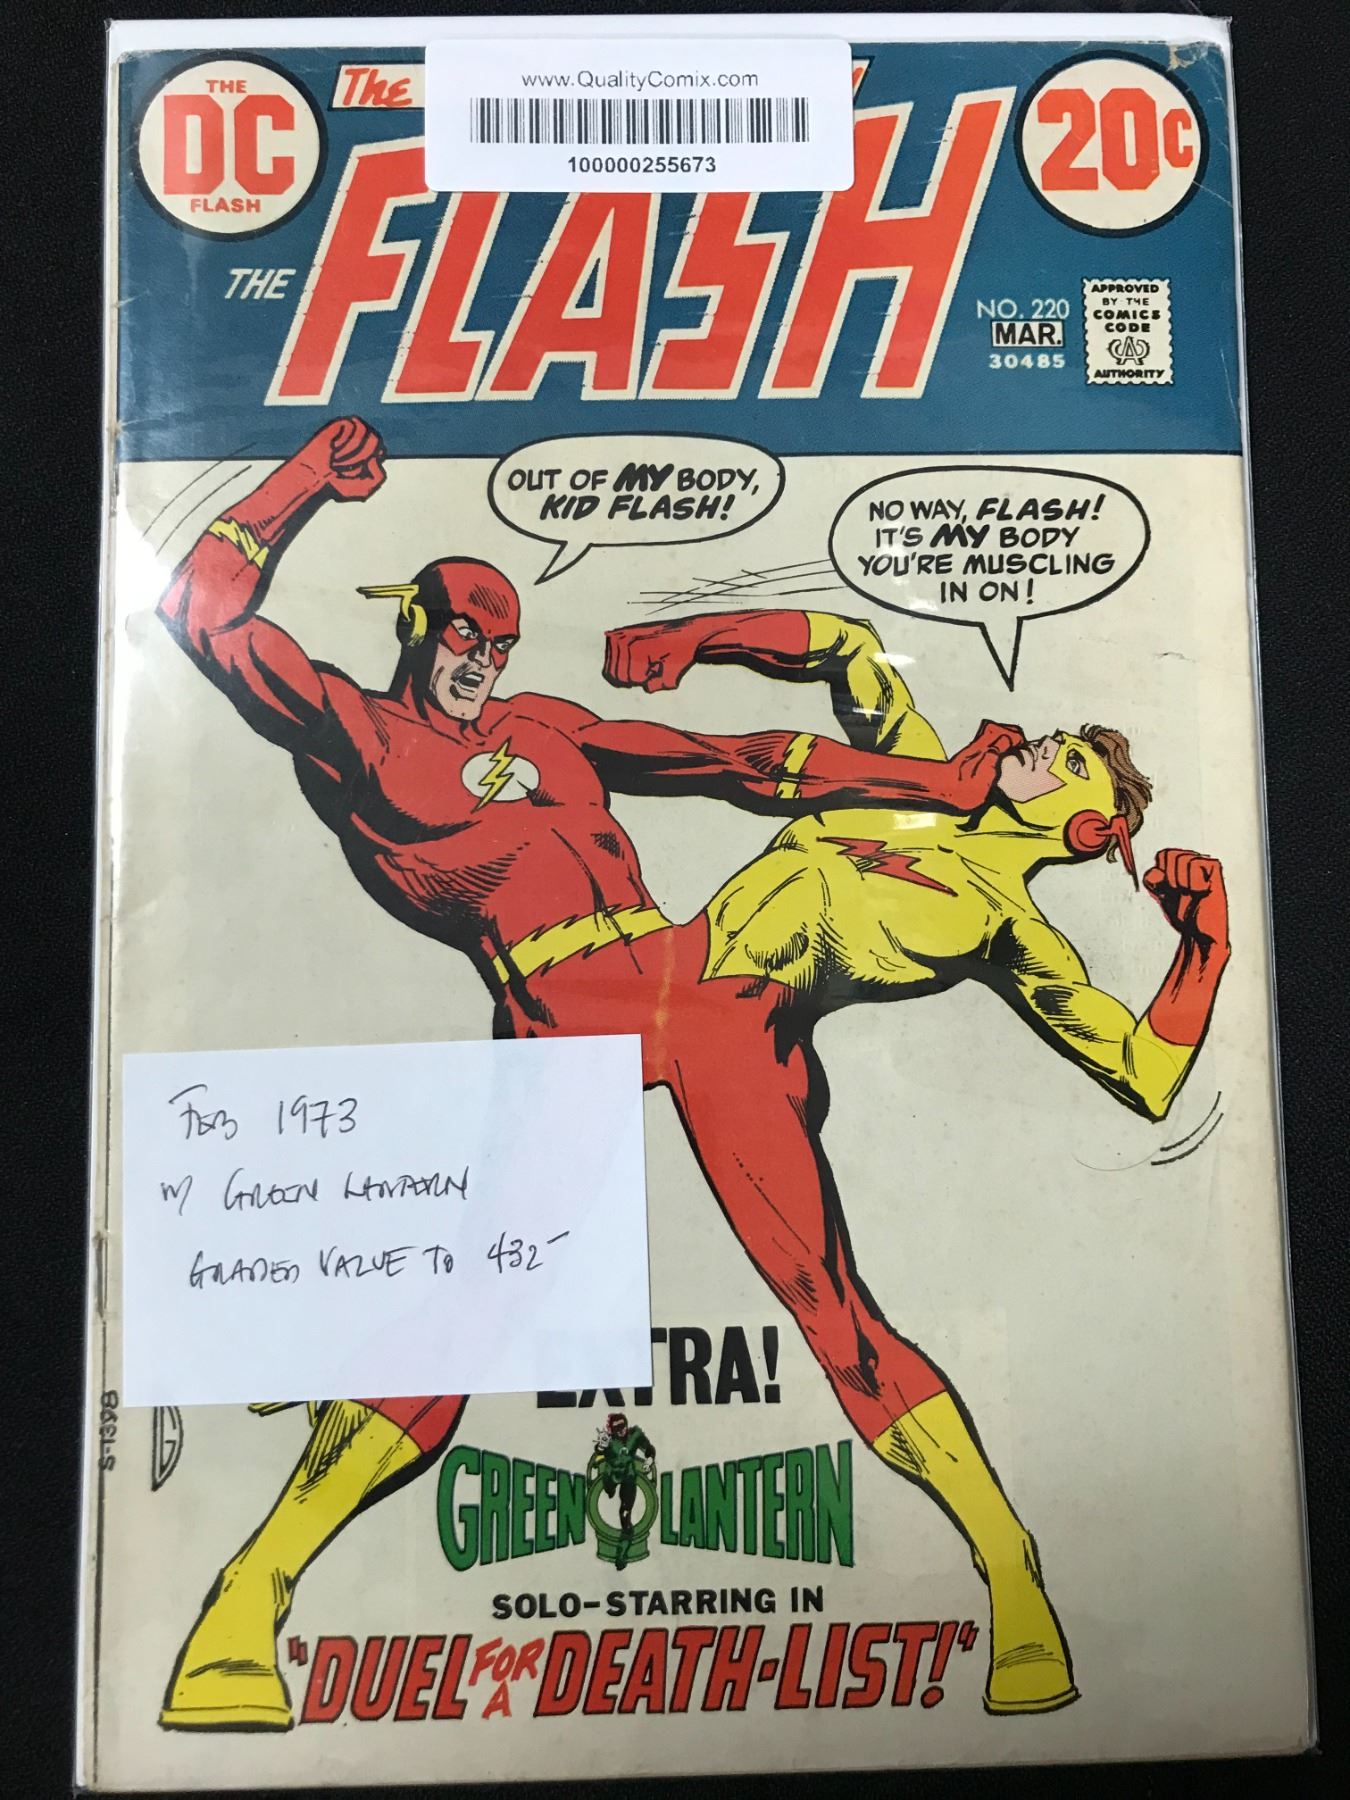 www.QualityComix.com
100000255673
THE
DC
FLASH
The
20¢
THE
FLASH
NO. 220
MAR.
30485
APPROVED
BY THE
COMICS
CODE
CA
AUTHORITY
OUT OF MY BODY,
KID FLASH!
NO WAY, FLASH!
IT'S MY BODY
YOU'RE MUSCLING
IN ON!
FEB 1973
W/ GREEN LANTERN
GRADED VALUE TO 432-
EXTRA!
S-1398
GREEN LANTERN
SOLO-STARRING IN
"DUEL FOR A DEATH-LIST!"